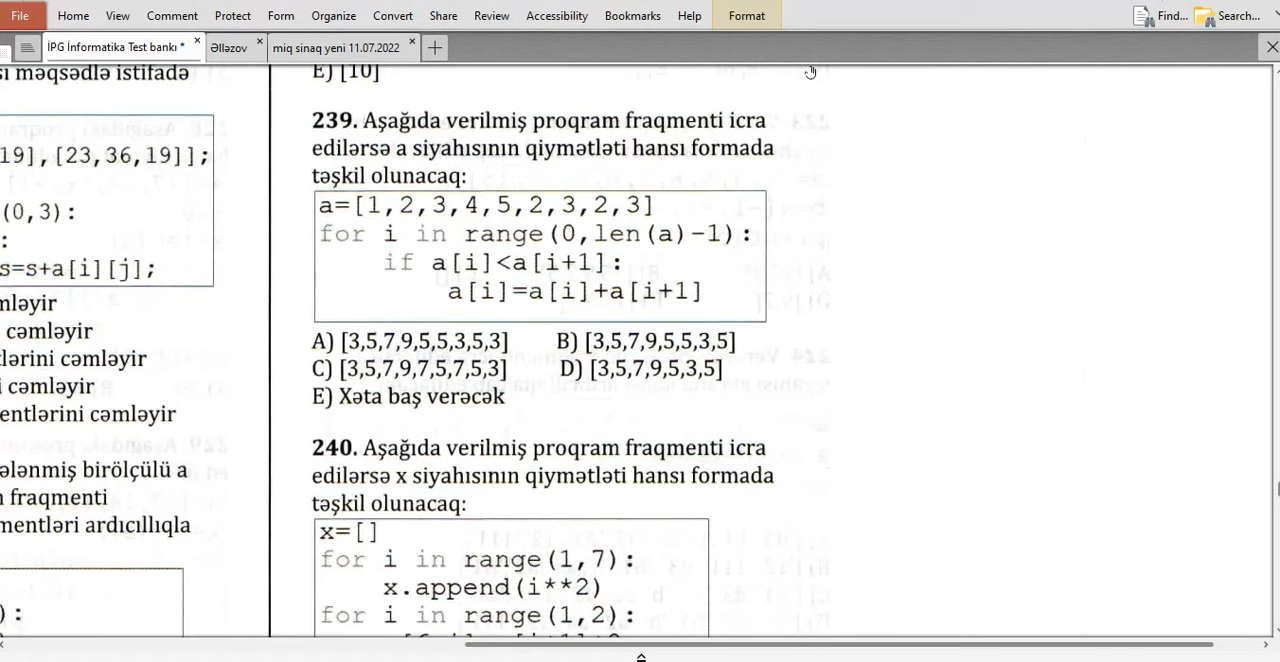 File Home View Comment Protect Form Organize Convert Share Review Accessibility Bookmarks Help Format Find... Search...
İPG İnformatika Test bankı * Əlləzov miq sinaq yeni 11.07.2022
sı məqsədlə istifadə
19],[23,36,19]];
(0,3):
:
s=s+a[i][j];
mləyir
cəmləyir
tlərini cəmləyir
i cəmləyir
entlərini cəmləyir
ələnmiş birölçülü a
n fraqmenti
mentləri ardıcıllıqla
):
E) [10]
239. Aşağıda verilmiş proqram fraqmenti icra
edilərsə a siyahısının qiymətləti hansı formada
təşkil olunacaq:
a=[1,2,3,4,5,2,3,2,3]
for i in range(0,len(a)-1):
if a[i]<a[i+1]:
a[i]=a[i]+a[i+1]
A) [3,5,7,9,5,5,3,5,3] B) [3,5,7,9,5,5,3,5]
C) [3,5,7,9,7,5,7,5,3] D) [3,5,7,9,5,3,5]
E) Xəta baş verəcək
240. Aşağıda verilmiş proqram fraqmenti icra
edilərsə x siyahısının qiymətləti hansı formada
təşkil olunacaq:
x=[]
for i in range(1,7):
x.append(i**2)
for i in range(1,2):